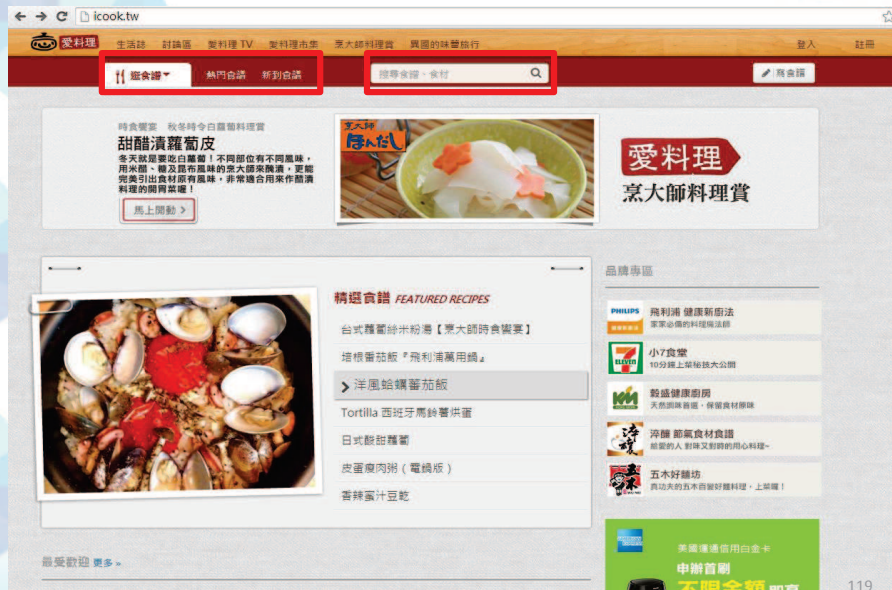 icook.tw
愛料理 生活誌 討論區 愛料理 TV 愛料理市集 烹大師料理賞 異國的味蕾旅行 登入 註冊
逛食譜 熱門食譜 新到食譜 搜尋食譜、食材 寫食譜
時食饗宴 秋冬時令白蘿蔔料理賞
甜醋漬蘿蔔皮
冬天就是要吃白蘿蔔！不同部位有不同風味，
用米醋、糖及昆布風味的烹大師來醃漬，更能
完美引出食材原有風味，非常適合用來作醋漬
料理的開胃菜喔！
馬上開動 >
烹大師
ほんだし
愛料理
烹大師料理賞
精選食譜 FEATURED RECIPES
台式蘿蔔絲米粉湯【烹大師時食饗宴】
培根番茄飯『飛利浦萬用鍋』
洋風蛤蠣蕃茄飯
Tortilla 西班牙馬鈴薯烘蛋
日式酸甜蘿蔔
皮蛋瘦肉粥（電鍋版）
香辣蜜汁豆乾
品牌專區
PHILIPS
飛利浦 健康新廚法
家家必備的料理魔法師
ELEVEN
小7食堂
10分鐘上菜秘技大公開
穀盛健康廚房
天然調味首選，保留食材原味
淬釀
淬釀 節氣食材食譜
給愛的人 對味又對時的用心料理~
五木
五木好麵坊
真功夫的五木百變好麵料理，上菜囉！
最受歡迎 更多 »
美國運通信用白金卡
申辦首刷
不限金額 即享
119